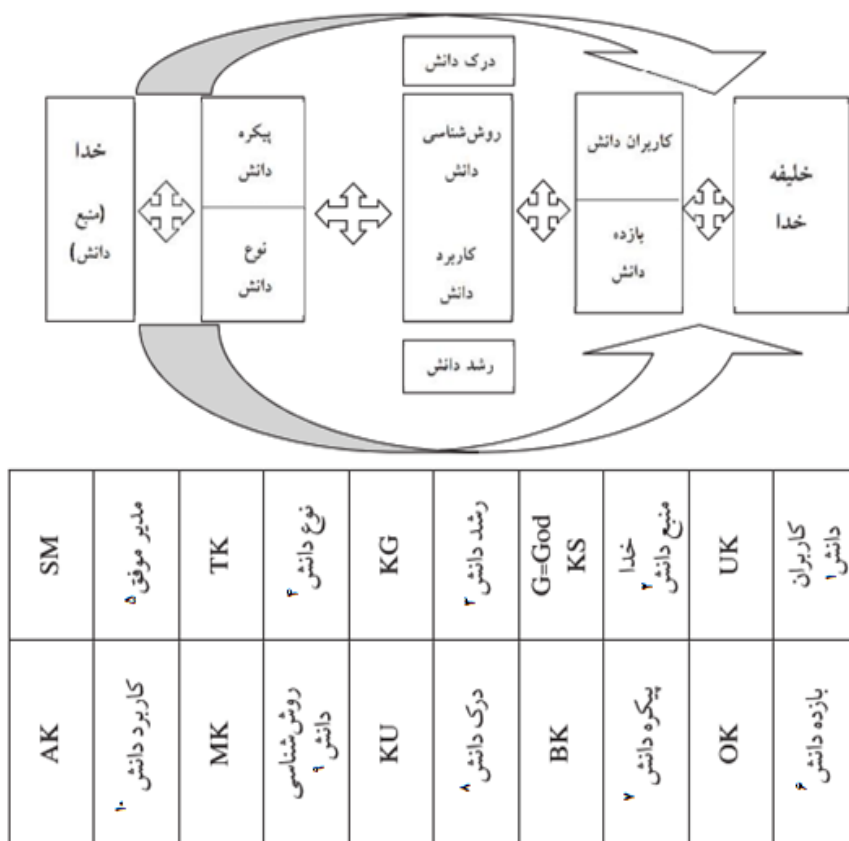 درک دانش
خلیفه
خدا
کاربران دانش
بازده
دانش
روش‌شناسی
دانش
کاربرد
دانش
پیکره
دانش
نوع
دانش
خدا
(منبع
دانش)
رشد دانش
کاربران
دانش۱
UK
خدا
منبع دانش۲
G=God
KS
رشد دانش۳
KG
نوع دانش۴
TK
مدیر موفق۵
SM
بازده دانش۶
OK
پیکره دانش۷
BK
درک دانش۸
KU
روش‌شناسی
دانش۹
MK
کاربرد دانش۱۰
AK